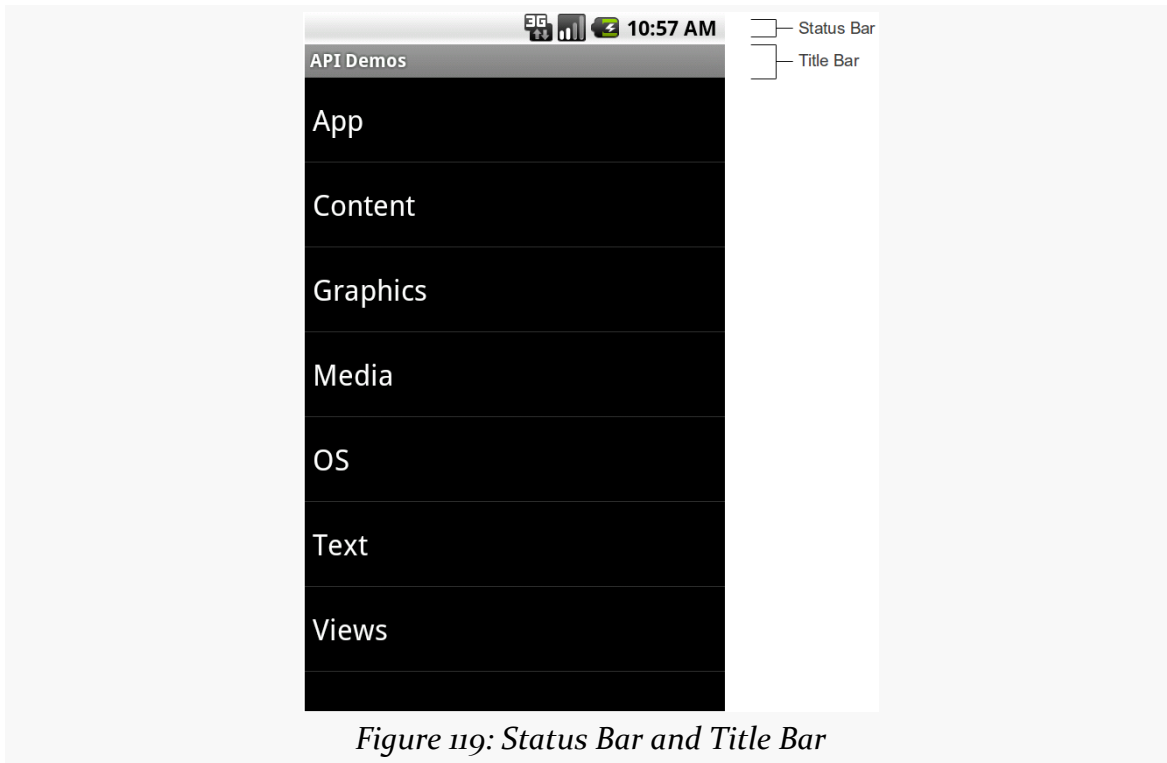 3G 10:57 AM
Status Bar
API Demos
Title Bar
App
Content
Graphics
Media
OS
Text
Views
Figure 119: Status Bar and Title Bar